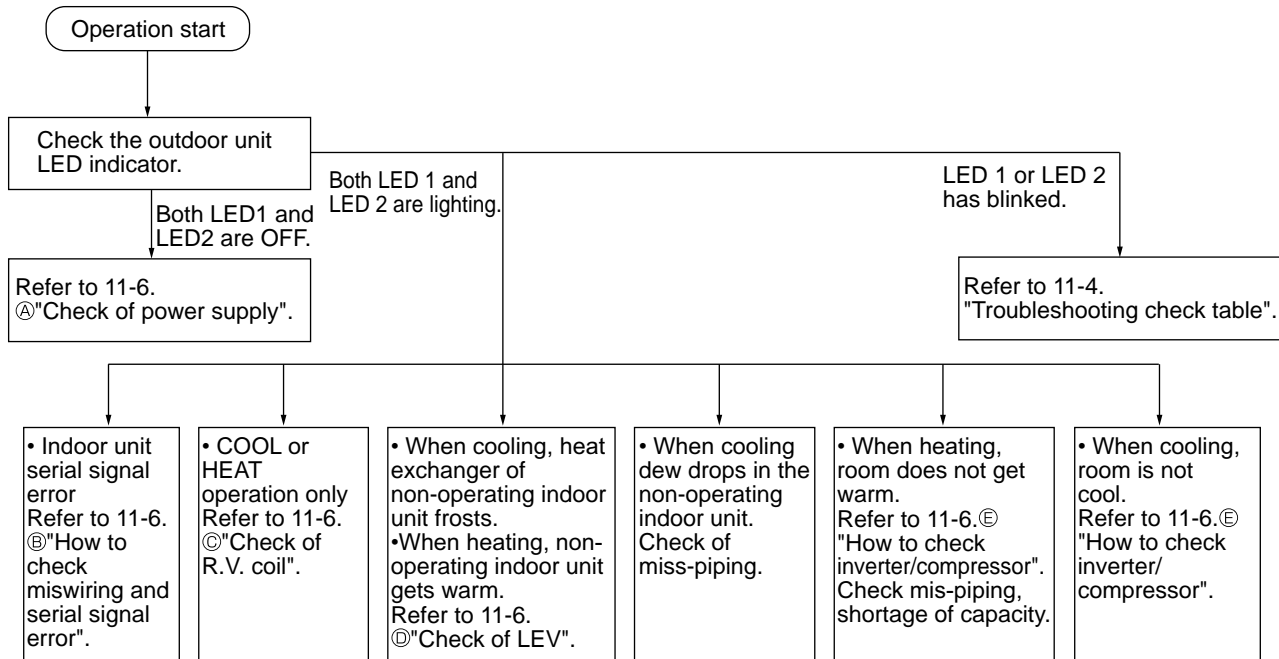 Operation start
Check the outdoor unit
LED indicator.
Both LED1 and
LED2 are OFF.
Both LED 1 and
LED 2 are lighting.
LED 1 or LED 2
has blinked.
Refer to 11-6.
Ⓐ"Check of power supply".
Refer to 11-4.
"Troubleshooting check table".
• Indoor unit
serial signal
error
Refer to 11-6.
Ⓑ"How to
check
miswiring and
serial signal
error".
• COOL or
HEAT
operation only
Refer to 11-6.
Ⓒ"Check of
R.V. coil".
• When cooling, heat
exchanger of
non-operating indoor
unit frosts.
•When heating, non-
operating indoor unit
gets warm.
Refer to 11-6.
Ⓓ"Check of LEV".
• When cooling
dew drops in the
non-operating
indoor unit.
Check of
miss-piping.
• When heating,
room does not get
warm.
Refer to 11-6.Ⓔ
"How to check
inverter/compressor".
Check mis-piping,
shortage of capacity.
• When cooling,
room is not
cool.
Refer to 11-6.Ⓔ
"How to check
inverter/
compressor".